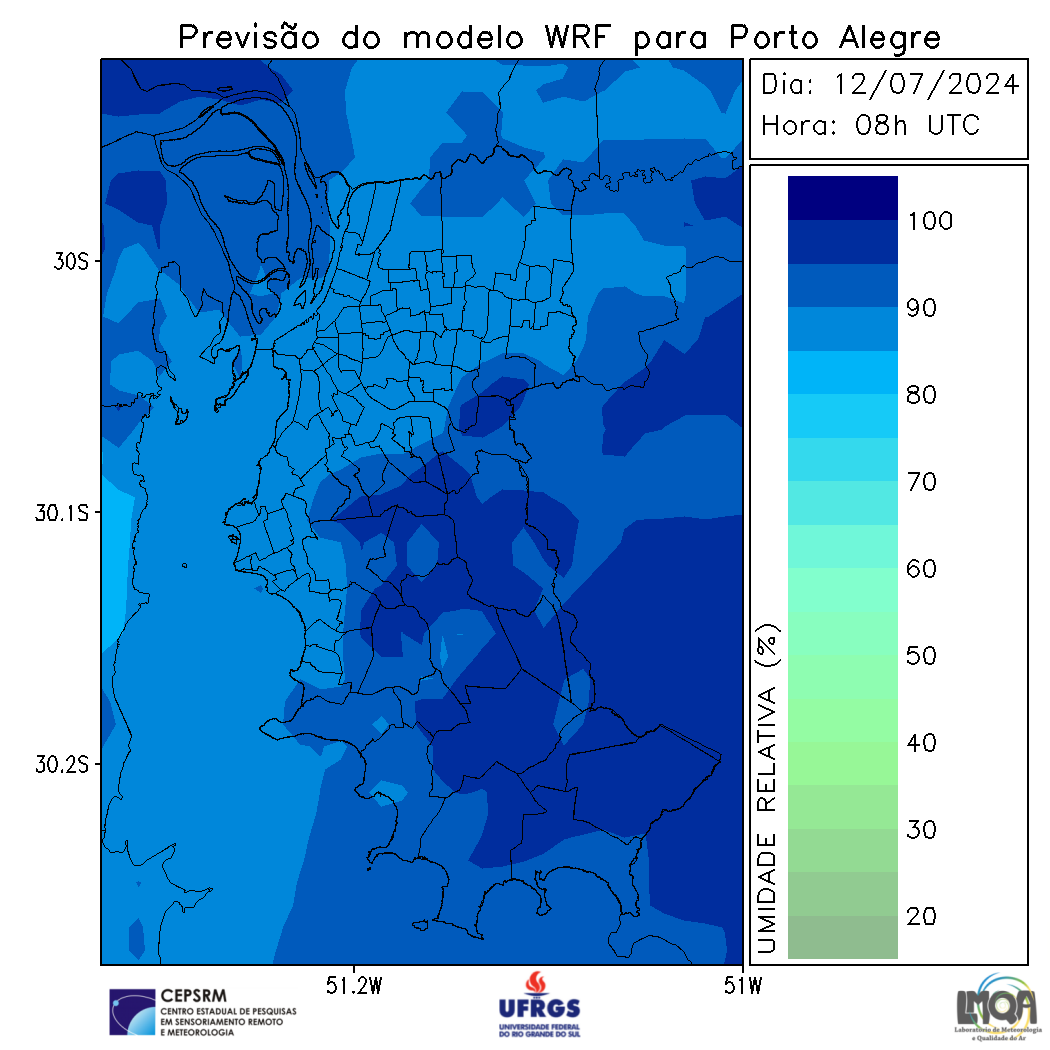 Previsão do modelo WRF para Porto Alegre
Dia: 12/07/2024
Hora: 08h UTC
100
90
80
70
60
50
40
30
20
UMIDADE RELATIVA (%)
30S
30.1S
30.2S
51.2W
51W
CEPSRM
CENTRO ESTADUAL DE PESQUISAS
EM SENSORIAMENTO REMOTO
E METEOROLOGIA
UFRGS
UNIVERSIDADE FEDERAL
DO RIO GRANDE DO SUL
LMQA
Laboratório de Meteorologia
e Qualidade do Ar